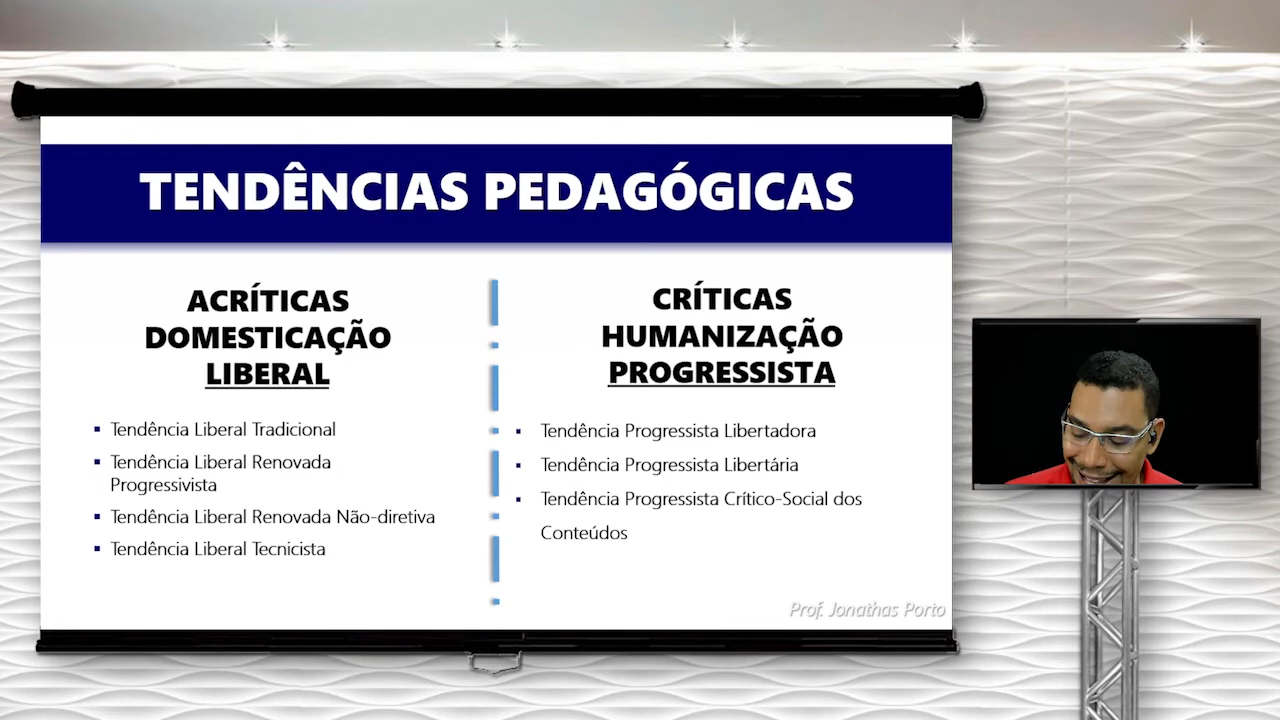 TENDÊNCIAS PEDAGÓGICAS
ACRÍTICAS
DOMESTICAÇÃO
LIBERAL
▪ Tendência Liberal Tradicional
▪ Tendência Liberal Renovada
Progressivista
▪ Tendência Liberal Renovada Não-diretiva
▪ Tendência Liberal Tecnicista
CRÍTICAS
HUMANIZAÇÃO
PROGRESSISTA
▪ Tendência Progressista Libertadora
▪ Tendência Progressista Libertária
▪ Tendência Progressista Crítico-Social dos
Conteúdos
Prof. Jonathas Porto